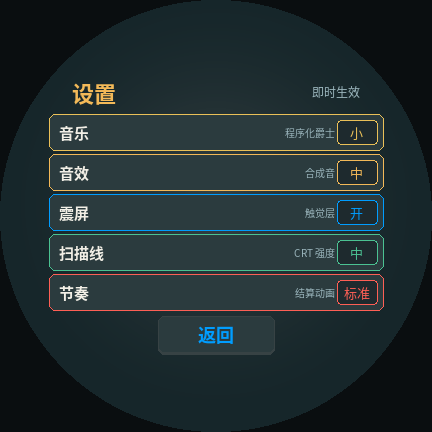 设置 即时生效
音乐 程序化爵士 小
音效 合成音 中
震屏 触觉层 开
扫描线 CRT 强度 中
节奏 结算动画 标准
返回